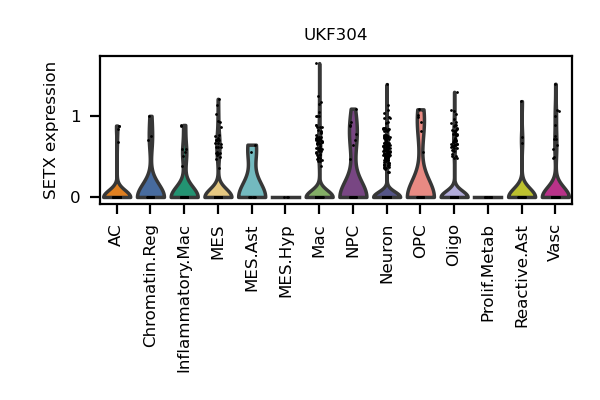 UKF304
SETX expression
1
0
AC
Chromatin.Reg
Inflammatory.Mac
MES
MES.Ast
MES.Hyp
Mac
NPC
Neuron
OPC
Oligo
Prolif.Metab
Reactive.Ast
Vasc